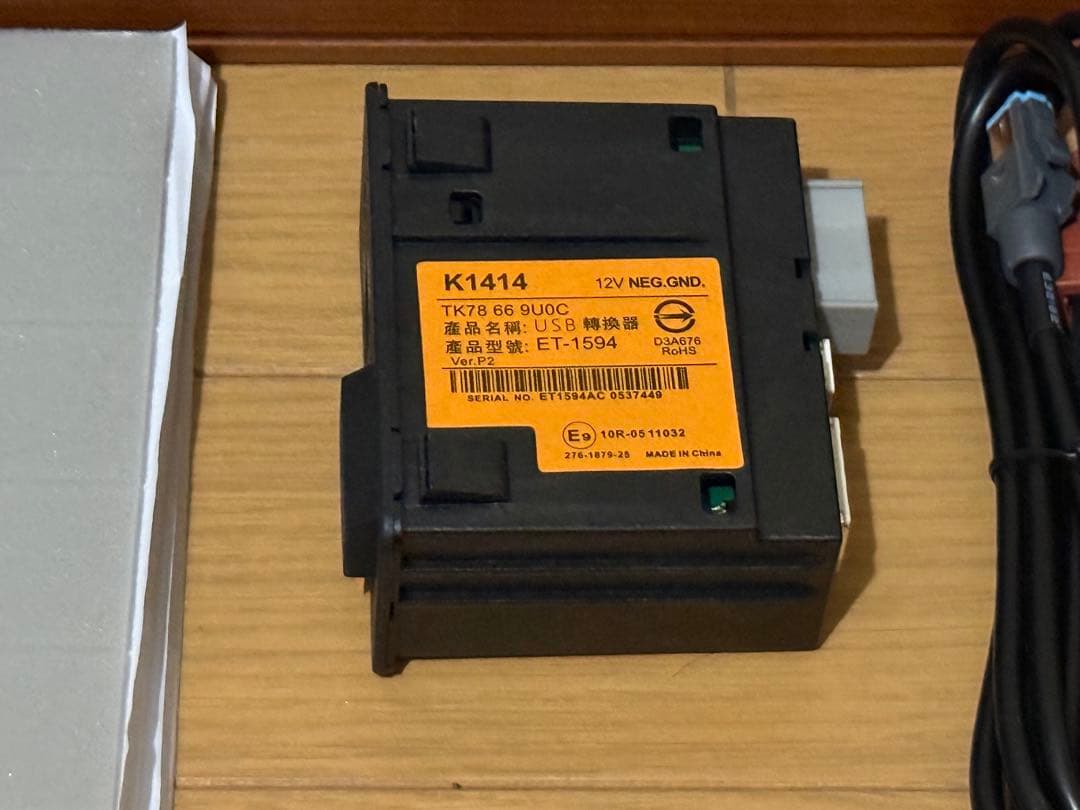 K1414 12V NEG.GND.
TK78 66 9U0C
產品名稱: USB 轉換器
產品型號: ET-1594
D3A676
RoHS
Ver.P2
SERIAL NO. ET1594AC 0537449
E9 10R-05 11032
276-1879-25 MADE IN China